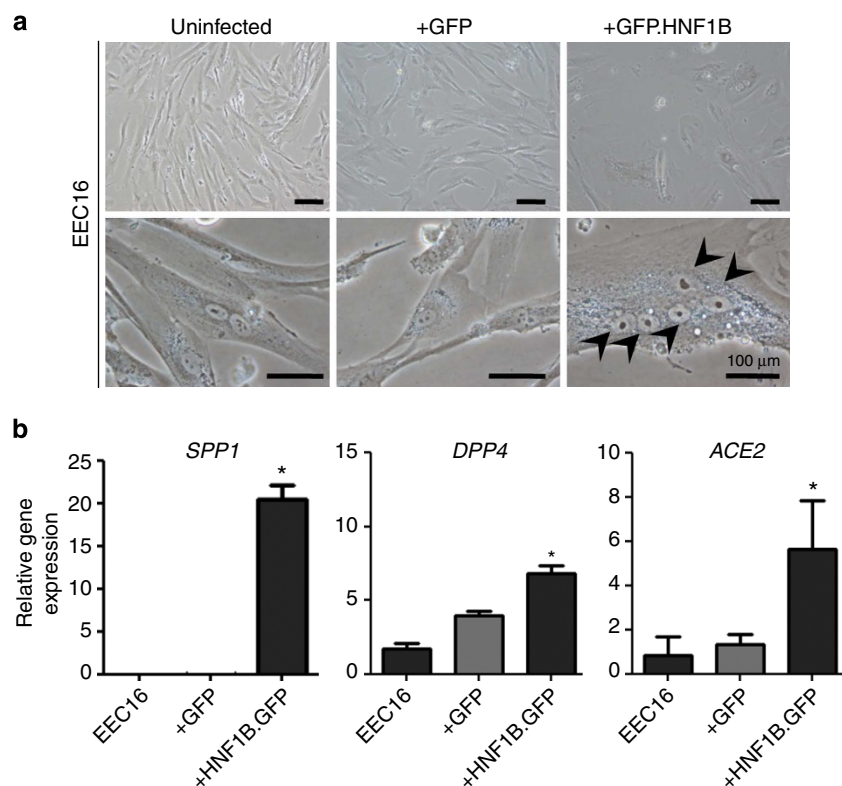 a
Uninfected +GFP +GFP.HNF1B
EEC16
100 μm
b
SPP1 DPP4 ACE2
Relative gene
expression
25
20
15
10
5
0
15
10
5
0
10
8
6
4
2
0
*
*
*
EEC16 +GFP +HNF1B.GFP
EEC16 +GFP +HNF1B.GFP
EEC16 +GFP +HNF1B.GFP